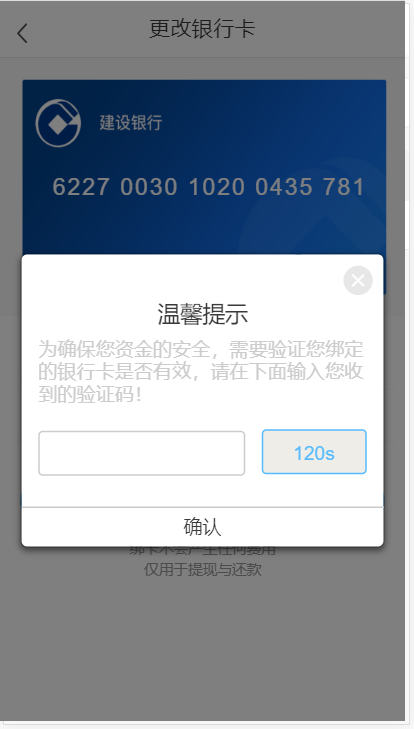 更改银行卡
建设银行
6227 0030 1020 0435 781
温馨提示
为确保您资金的安全，需要验证您绑定
的银行卡是否有效，请在下面输入您收
到的验证码！
120s
确认
绑卡不会产生任何费用
仅用于提现与还款